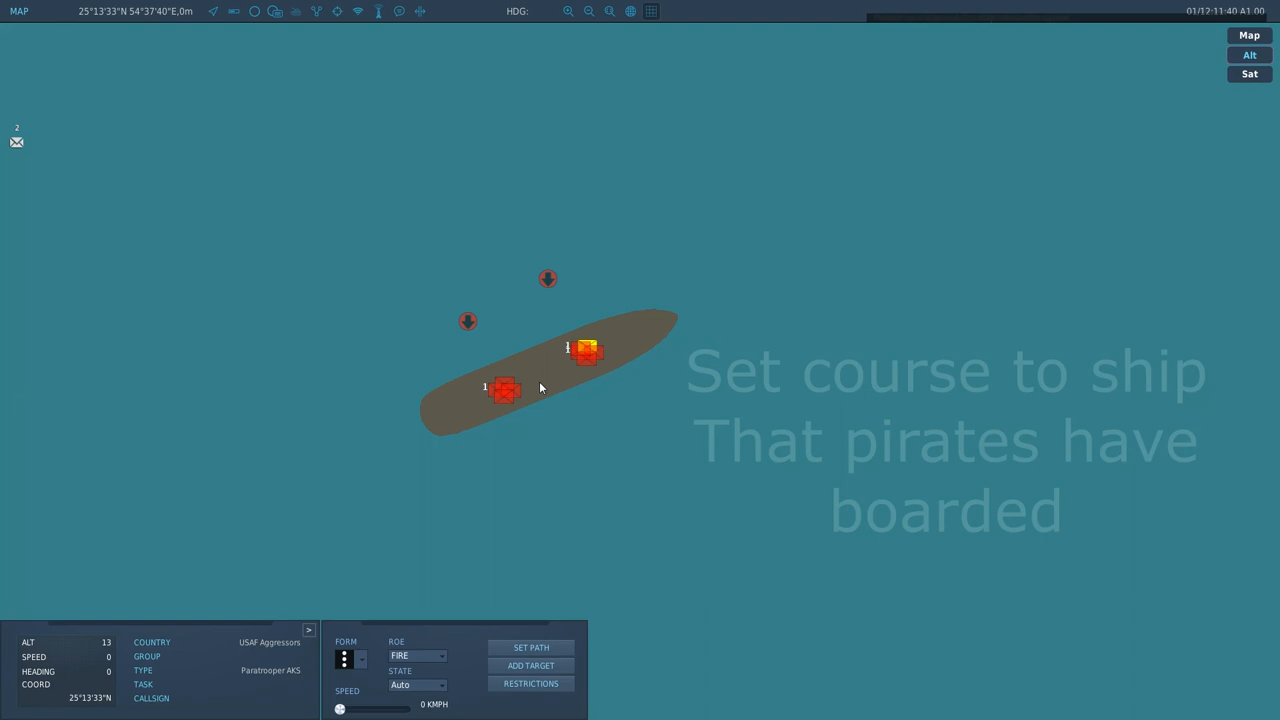 MAP 25°13'33"N 54°37'40"E,0m HDG: 01/12:11:40 A1.00
Map
Alt
Sat
2
1
1
Set course to ship
That pirates have
boarded
>
ALT 13 COUNTRY USAF Aggressors
SPEED 0 GROUP
HEADING 0 TYPE Paratrooper AKS
COORD TASK
25°13'33"N CALLSIGN
FORM ROE
FIRE
STATE
Auto
SPEED
0 KMPH
SET PATH
ADD TARGET
RESTRICTIONS